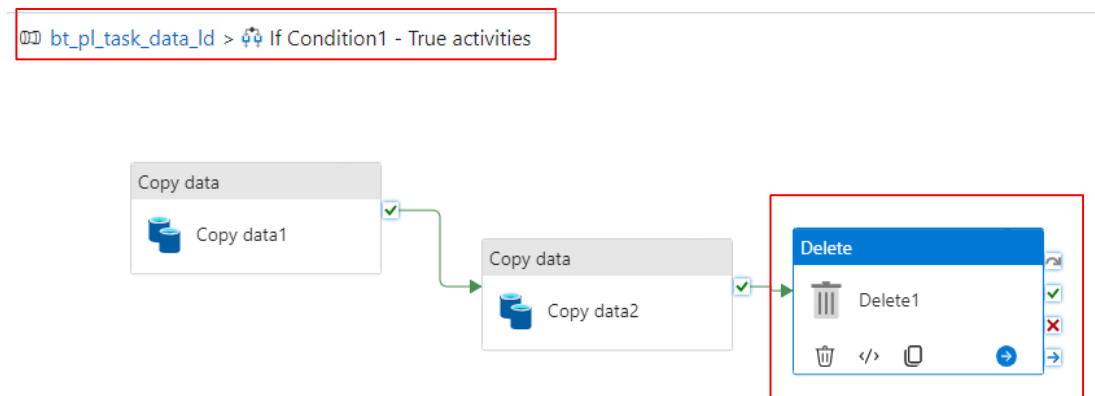 bt_pl_task_data_ld > If Condition1 - True activities
Copy data
Copy data1
Copy data
Copy data2
Delete
Delete1